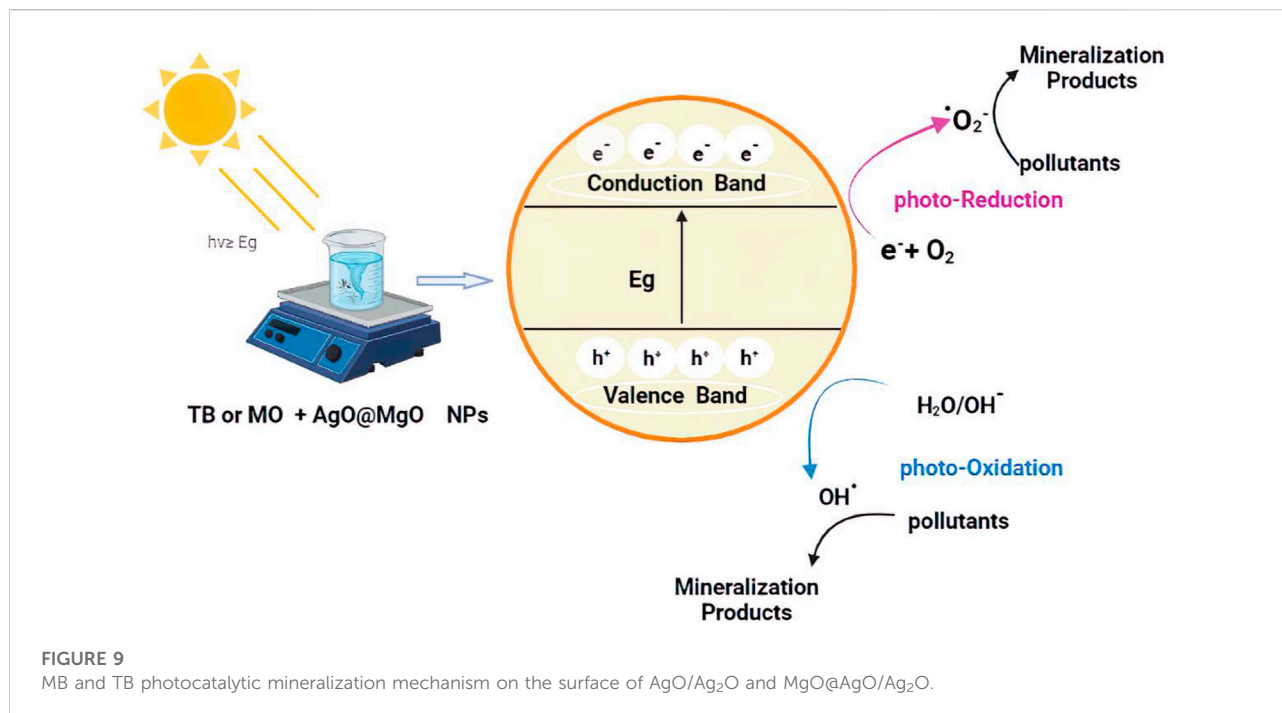 hν≥ Eg
TB or MO + AgO@MgO NPs
e⁻ e⁻ e⁻ e⁻
Conduction Band
Eg
h⁺ h⁺ h⁺ h⁺
Valence Band
Mineralization
Products
•O₂⁻
pollutants
photo-Reduction
e⁻+ O₂
H₂O/OH⁻
photo-Oxidation
OH•
pollutants
Mineralization
Products
FIGURE 9
MB and TB photocatalytic mineralization mechanism on the surface of AgO/Ag₂O and MgO@AgO/Ag₂O.